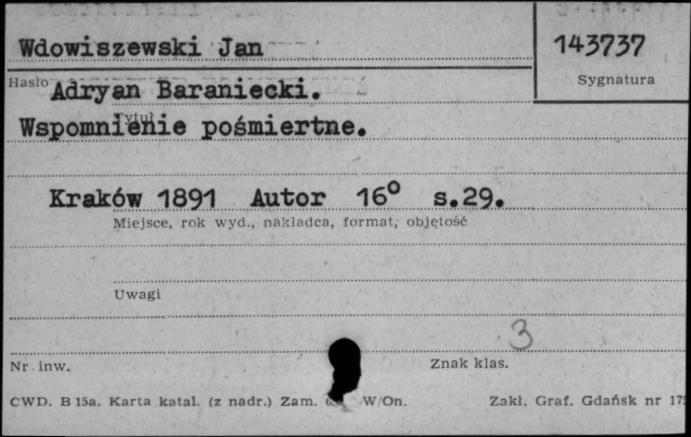 Wdowiszewski Jan
143737
Hasło
Sygnatura
Adryan Baraniecki.
Tytuł
Wspomnienie pośmiertne.
Kraków 1891 Autor 16° s.29.
Miejsce, rok wyd., nakładca, format, objętość
Uwagi
3
Nr inw.
Znak klas.
CWD. B 15a. Karta katal. (z nadr.) Zam. W/On.
Zakł. Graf. Gdańsk nr